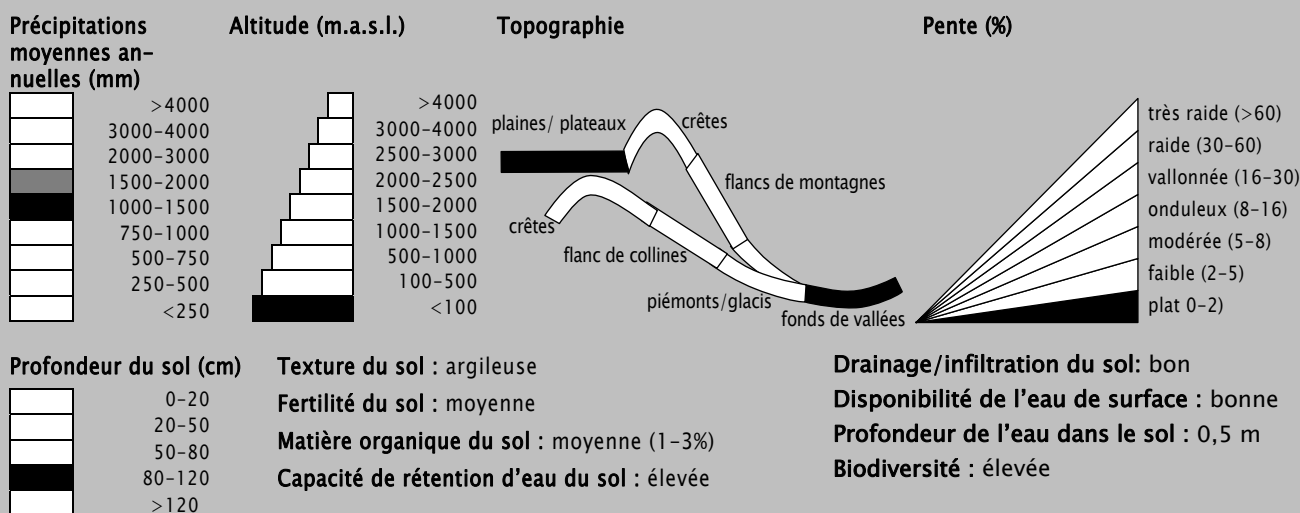 Précipitations
moyennes an-
nuelles (mm)
>4000
3000-4000
2000-3000
1500-2000
1000-1500
750-1000
500-750
250-500
<250
Altitude (m.a.s.l.)
>4000
3000-4000
2500-3000
2000-2500
1500-2000
1000-1500
500-1000
100-500
<100
Topographie
plaines/ plateaux
crêtes
flancs de montagnes
crêtes
flanc de collines
piémonts/glacis
fonds de vallées
Pente (%)
très raide (>60)
raide (30-60)
vallonnée (16-30)
onduleux (8-16)
modérée (5-8)
faible (2-5)
plat 0-2)
Profondeur du sol (cm)
0-20
20-50
50-80
80-120
>120
Texture du sol : argileuse
Fertilité du sol : moyenne
Matière organique du sol : moyenne (1-3%)
Capacité de rétention d'eau du sol : élevée
Drainage/infiltration du sol: bon
Disponibilité de l'eau de surface : bonne
Profondeur de l'eau dans le sol : 0,5 m
Biodiversité : élevée